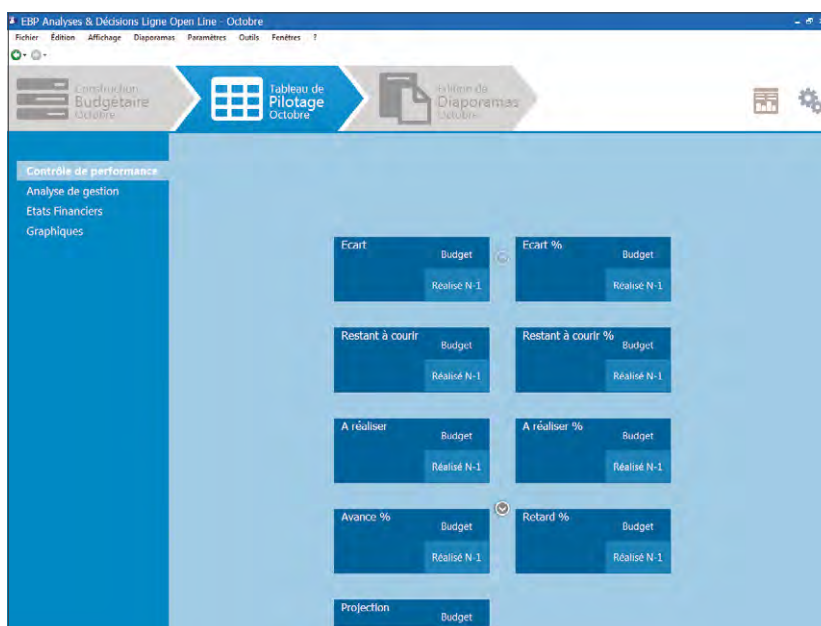 EBP Analyses & Décisions Ligne Open Line - Octobre
Fichier Édition Affichage Diaporamas Paramètres Outils Fenêtres ?
Construction
Budgétaire
Octobre
Tableau de
Pilotage
Octobre
Edition de
Diaporamas
Octobre
Contrôle de performance
Analyse de gestion
Etats Financiers
Graphiques
Ecart
Budget
Réalisé N-1
Ecart %
Budget
Réalisé N-1
Restant à courir
Budget
Réalisé N-1
Restant à courir %
Budget
Réalisé N-1
A réaliser
Budget
Réalisé N-1
A réaliser %
Budget
Réalisé N-1
Avance %
Budget
Réalisé N-1
Retard %
Budget
Réalisé N-1
Projection
Budget